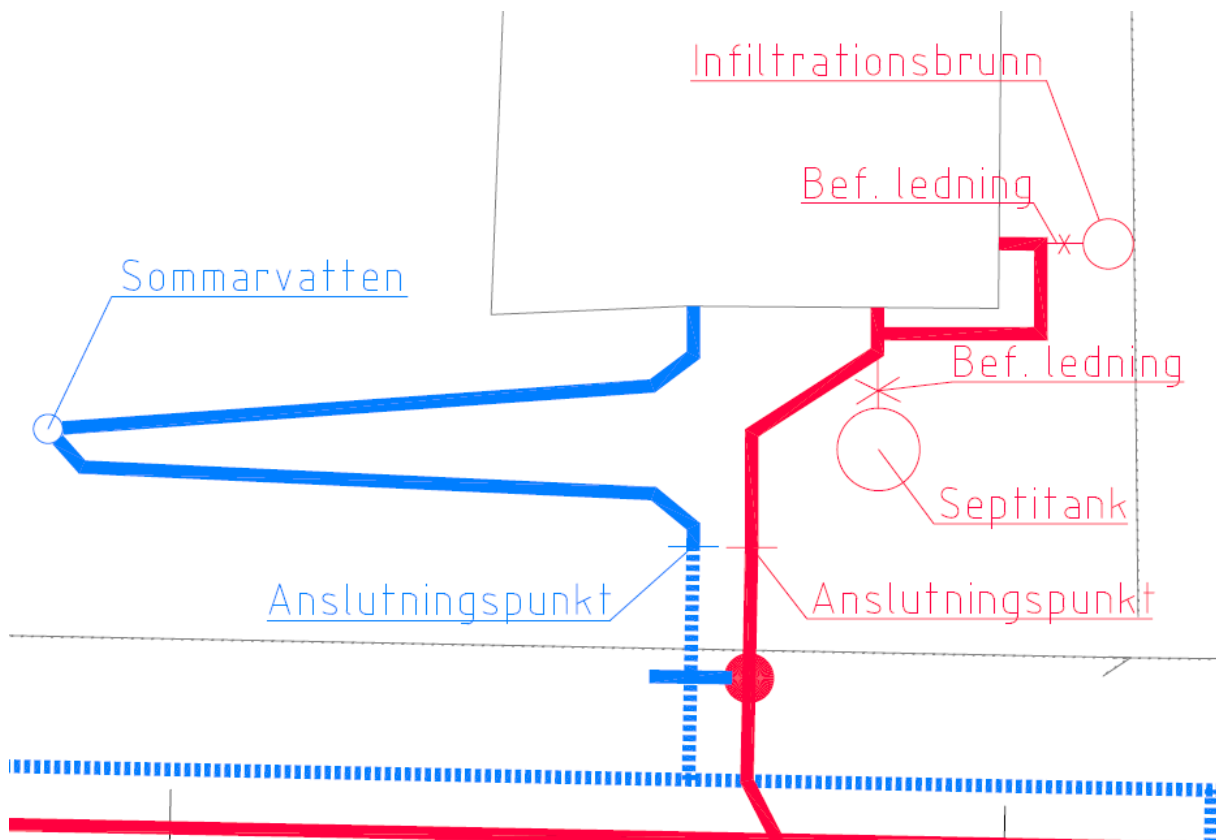 Infiltrationsbrunn
Bef. ledning
Sommarvatten
Bef. ledning
Septitank
Anslutningspunkt
Anslutningspunkt